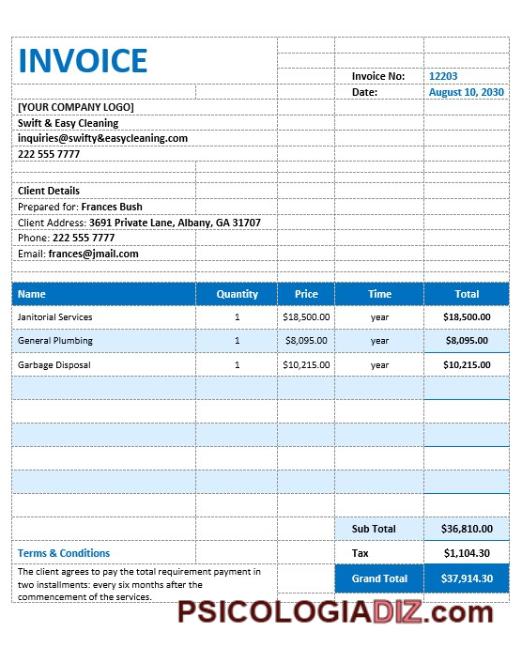 INVOICE
Invoice No: 12203
Date: August 10, 2030
[YOUR COMPANY LOGO]
Swift & Easy Cleaning
inquiries@swifty&easycleaning.com
222 555 7777
Client Details
Prepared for: Frances Bush
Client Address: 3691 Private Lane, Albany, GA 31707
Phone: 222 555 7777
Email: frances@jmail.com
Name Quantity Price Time Total
Janitorial Services 1 $18,500.00 year $18,500.00
General Plumbing 1 $8,095.00 year $8,095.00
Garbage Disposal 1 $10,215.00 year $10,215.00
Sub Total $36,810.00
Terms & Conditions Tax $1,104.30
The client agrees to pay the total requirement payment in
two installments: every six months after the
commencement of the services.
Grand Total $37,914.30
PSICOLOGIADIZ.com